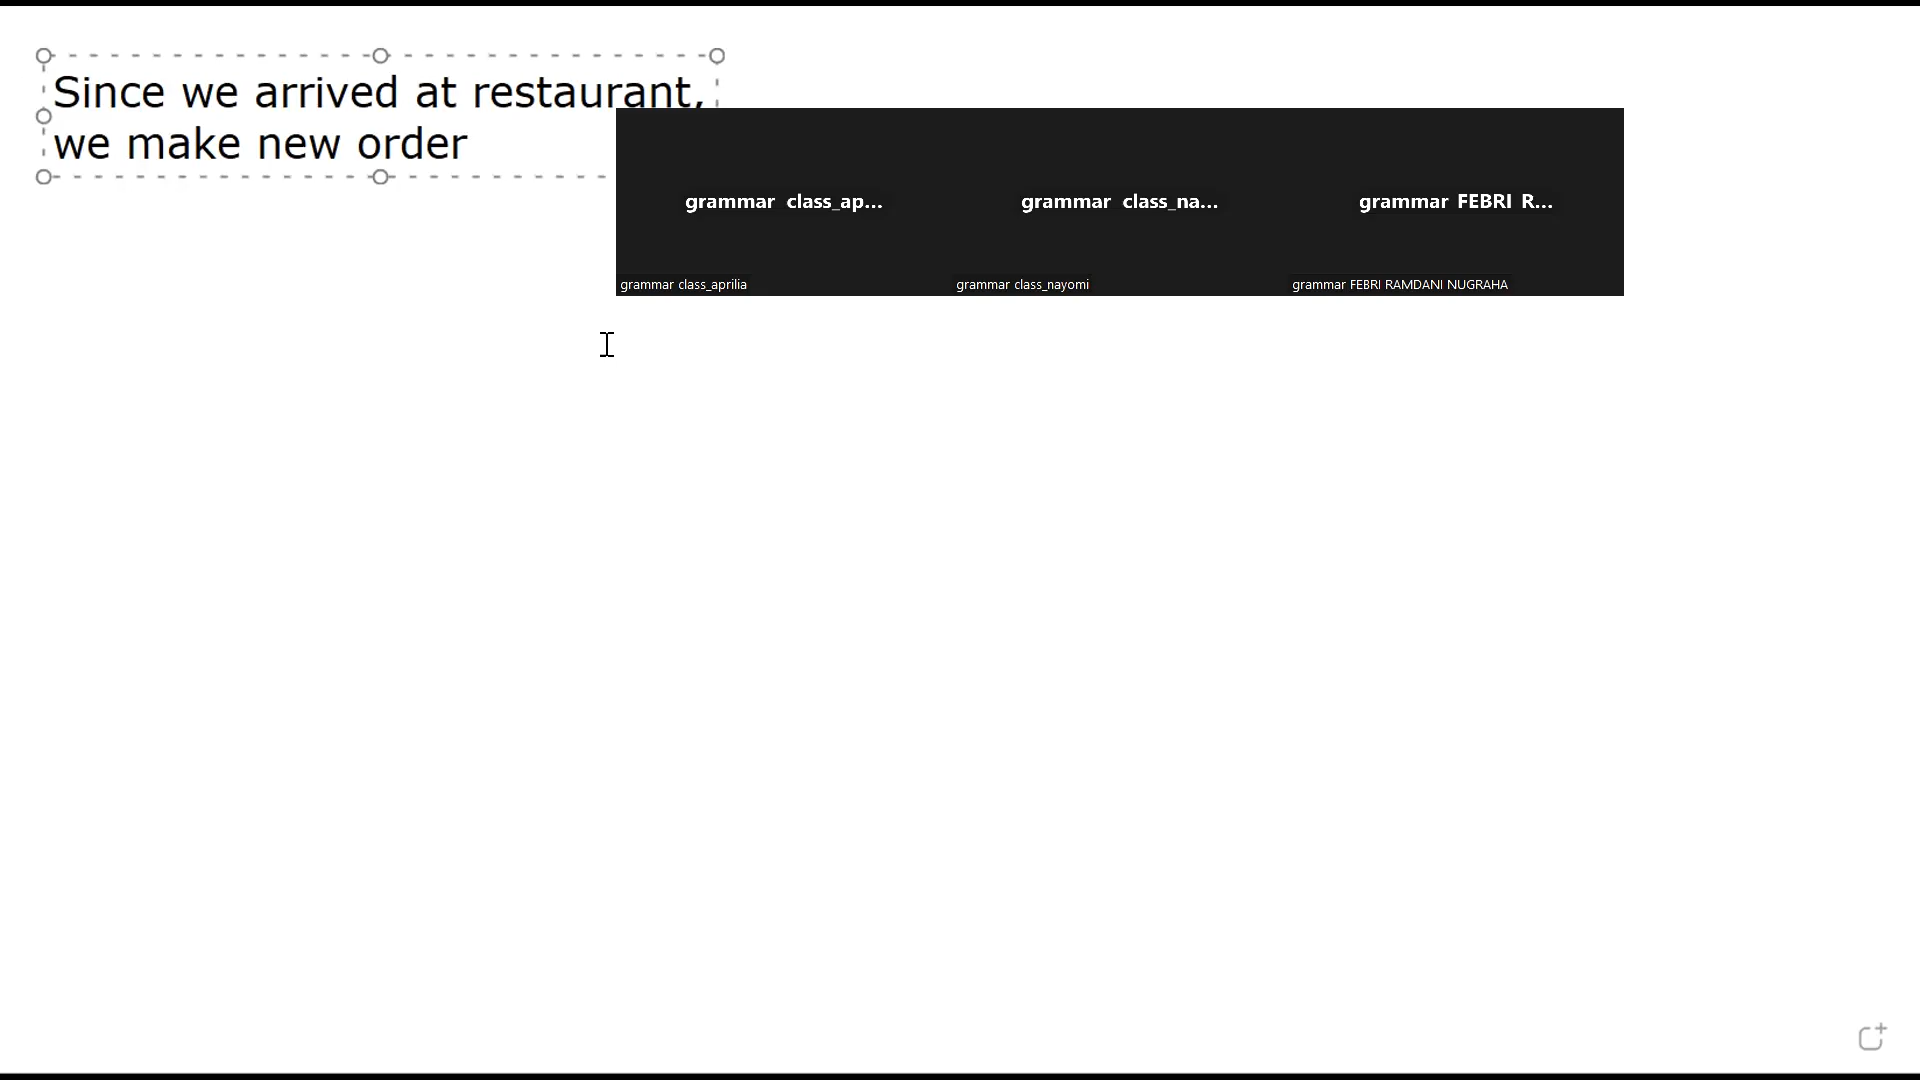 Since we arrived at restaurant,
we make new order
grammar class_ap...
grammar class_na...
grammar FEBRI R...
grammar class_aprilia
grammar class_nayomi
grammar FEBRI RAMDANI NUGRAHA